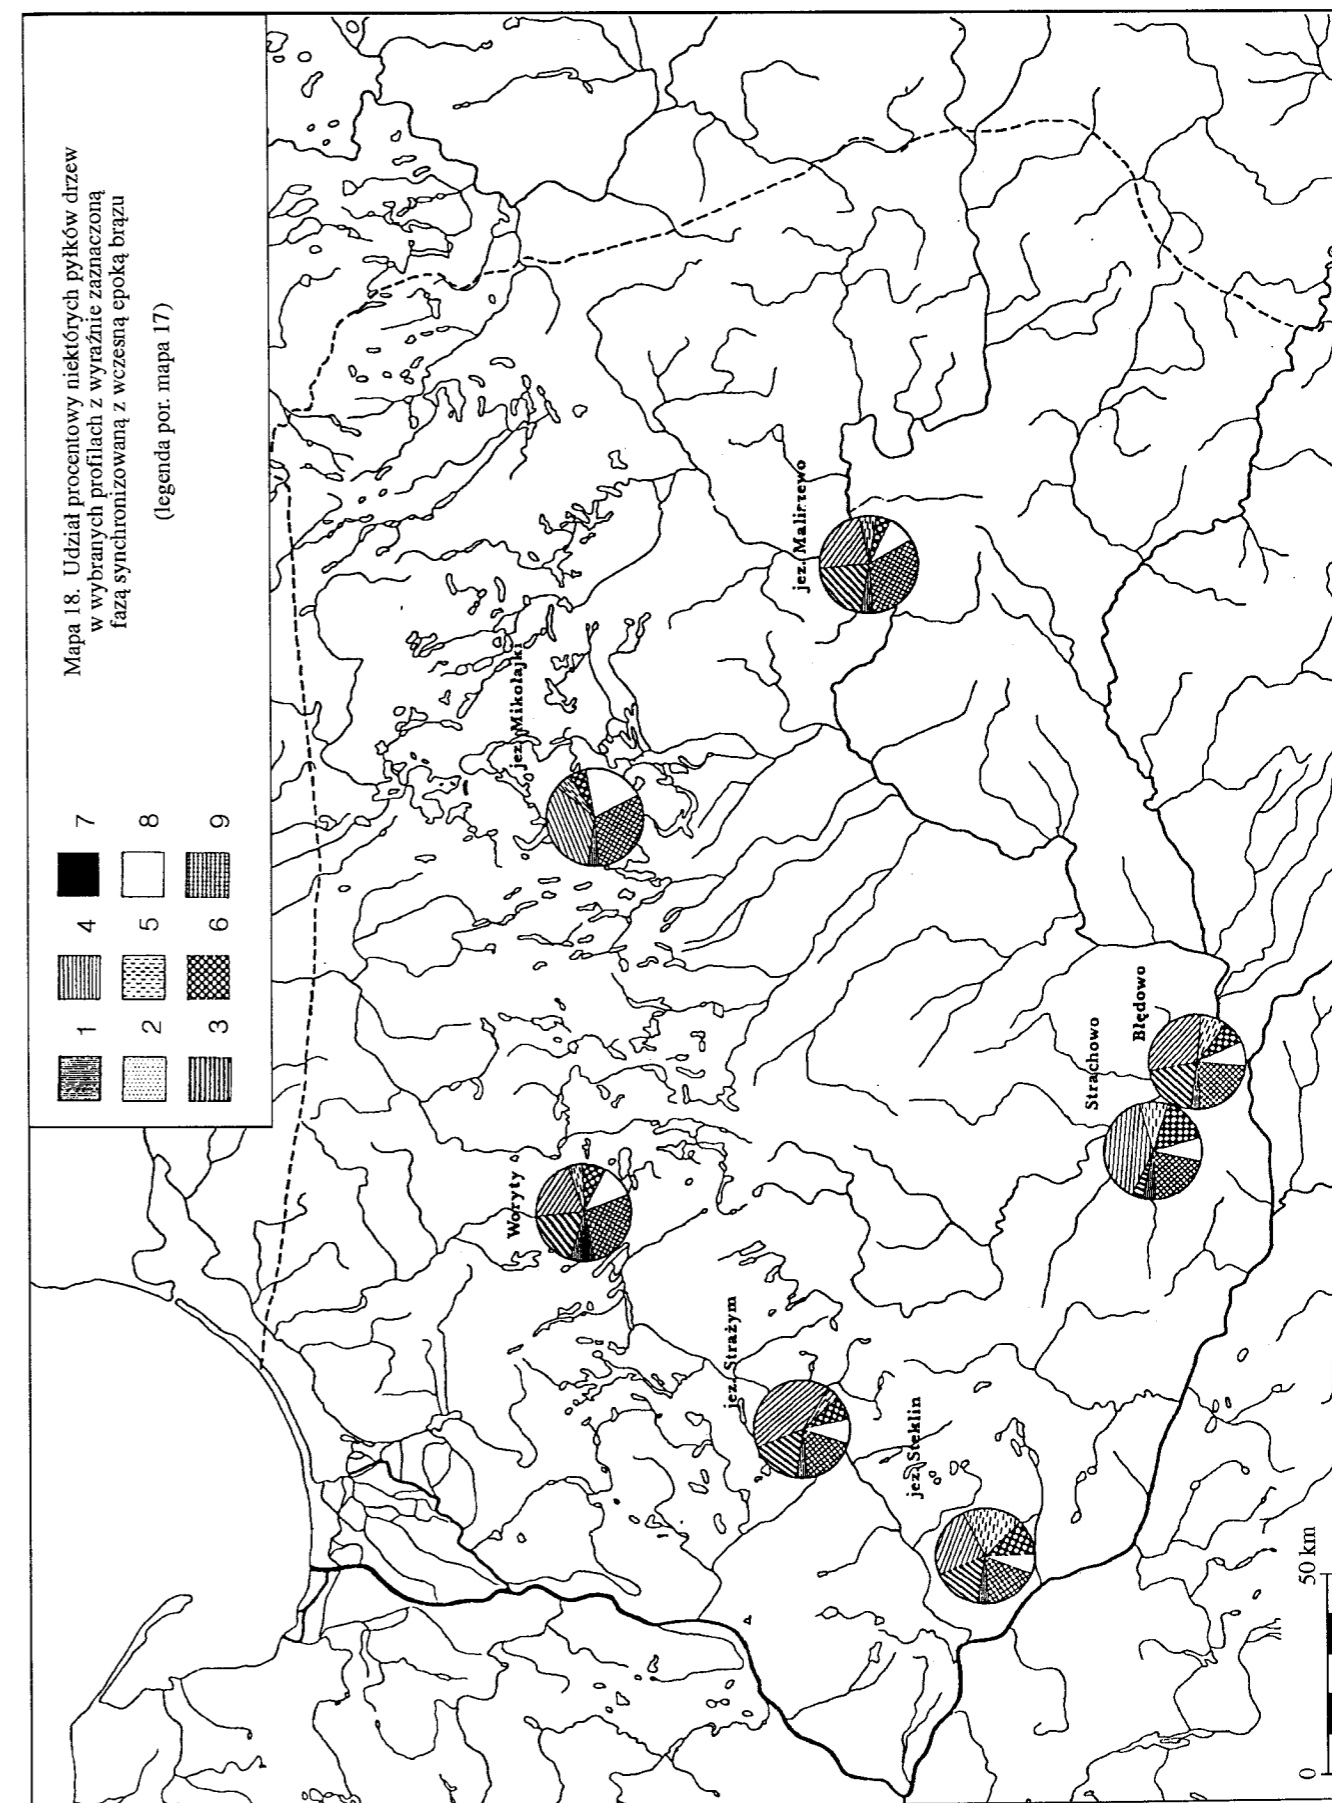 Mapa 18. Udział procentowy niektórych pyłków drzew
w wybranych profilach z wyraźnie zaznaczoną
fazą synchronizowaną z wczesną epoką brązu
(legenda por. mapa 17)
1 4 7
2 5 8
3 6 9
jez. Mikołajki
jez. Maliszewo
Woryty
jez. Strażym
jez. Steklin
Strachowo
Błędowo
0 50 km